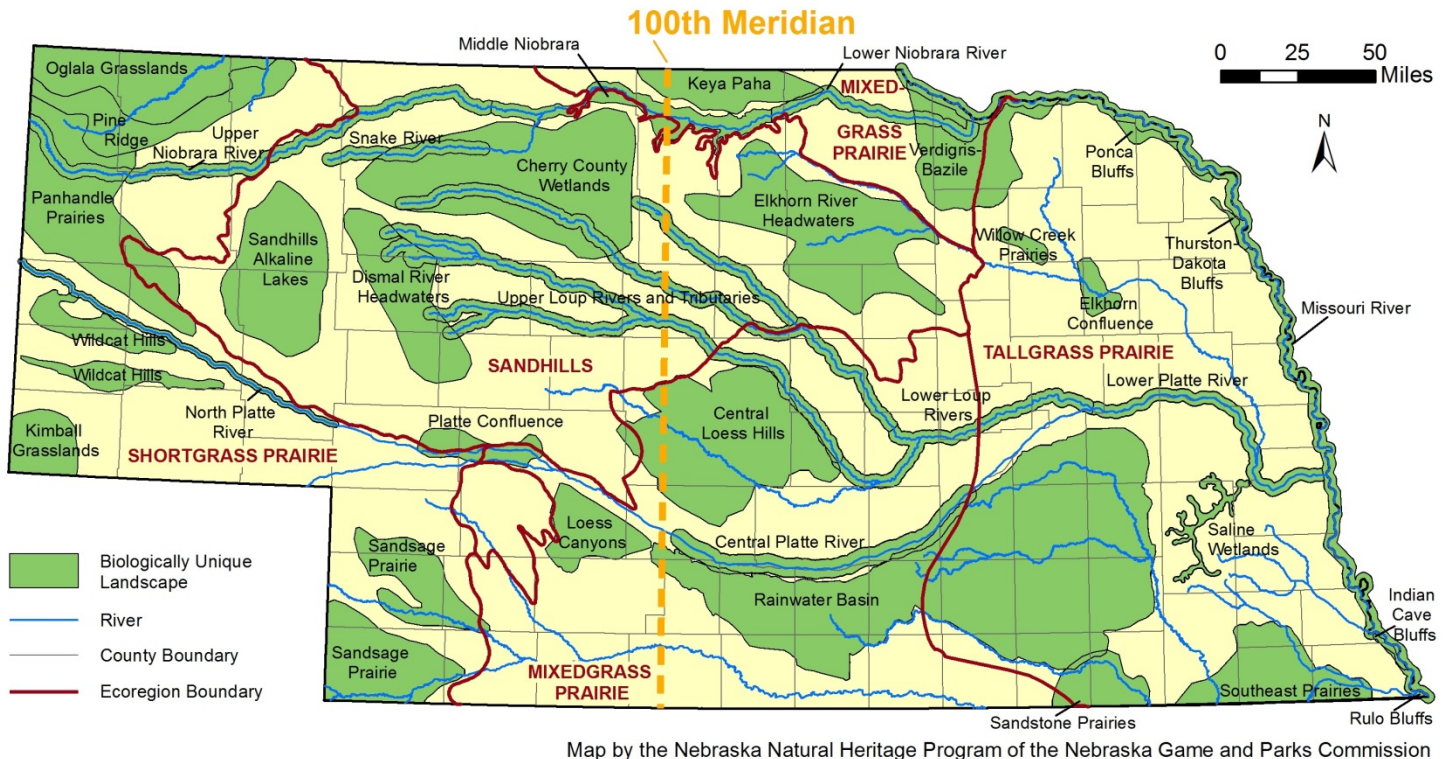 100th Meridian
Middle Niobrara
Lower Niobrara River
0 25 50
Miles
Oglala Grasslands
Keya Paha
MIXED-
GRASS
PRAIRIE
N
Pine
Ridge
Upper
Niobrara River
Snake River
Cherry County
Wetlands
Verdigris-
Bazile
Ponca
Bluffs
Panhandle
Prairies
Elkhorn River
Headwaters
Sandhills
Alkaline
Lakes
Willow Creek
Prairies
Thurston-
Dakota
Bluffs
Dismal River
Headwaters
Upper Loup Rivers and Tributaries
Elkhorn
Confluence
Missouri River
Wildcat Hills
Wildcat Hills
SANDHILLS
TALLGRASS PRAIRIE
North Platte
River
Platte Confluence
Central
Loess Hills
Lower Loup
Rivers
Lower Platte River
Kimball
Grasslands
SHORTGRASS PRAIRIE
Loess
Canyons
Central Platte River
Saline
Wetlands
Sandsage
Prairie
Rainwater Basin
Indian
Cave
Bluffs
Sandsage
Prairie
MIXEDGRASS
PRAIRIE
Southeast Prairies
Sandstone Prairies
Rulo Bluffs
Biologically Unique
Landscape
River
County Boundary
Ecoregion Boundary
Map by the Nebraska Natural Heritage Program of the Nebraska Game and Parks Commission